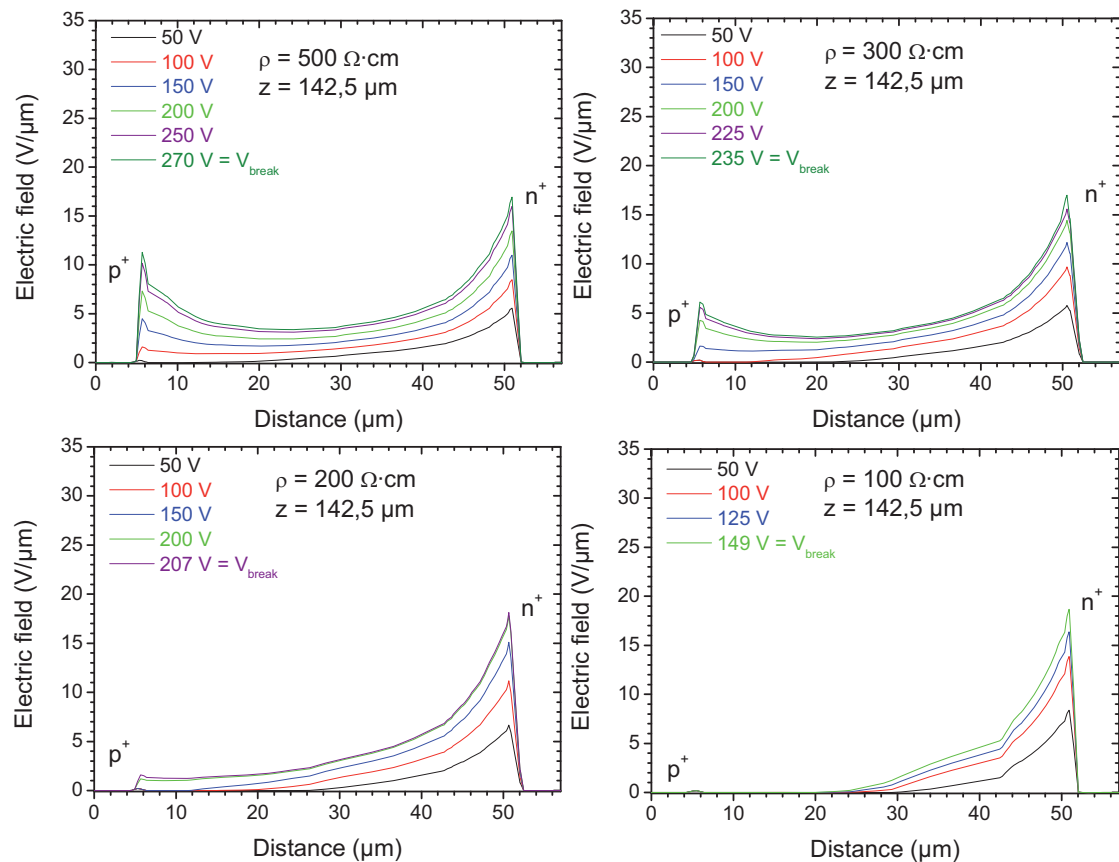 50 V
100 V
150 V
200 V
250 V
270 V = V_break
ρ = 500 Ω·cm
z = 142,5 µm
p⁺
n⁺
Electric field (V/µm)
35
30
25
20
15
10
5
0
0 10 20 30 40 50
Distance (µm)
50 V
100 V
150 V
200 V
225 V
235 V = V_break
ρ = 300 Ω·cm
z = 142,5 µm
p⁺
n⁺
Electric field (V/µm)
35
30
25
20
15
10
5
0
0 10 20 30 40 50
Distance (µm)
50 V
100 V
150 V
200 V
207 V = V_break
ρ = 200 Ω·cm
z = 142,5 µm
p⁺
n⁺
Electric field (V/µm)
35
30
25
20
15
10
5
0
0 10 20 30 40 50
Distance (µm)
50 V
100 V
125 V
149 V = V_break
ρ = 100 Ω·cm
z = 142,5 µm
p⁺
n⁺
Electric field (V/µm)
35
30
25
20
15
10
5
0
0 10 20 30 40 50
Distance (µm)